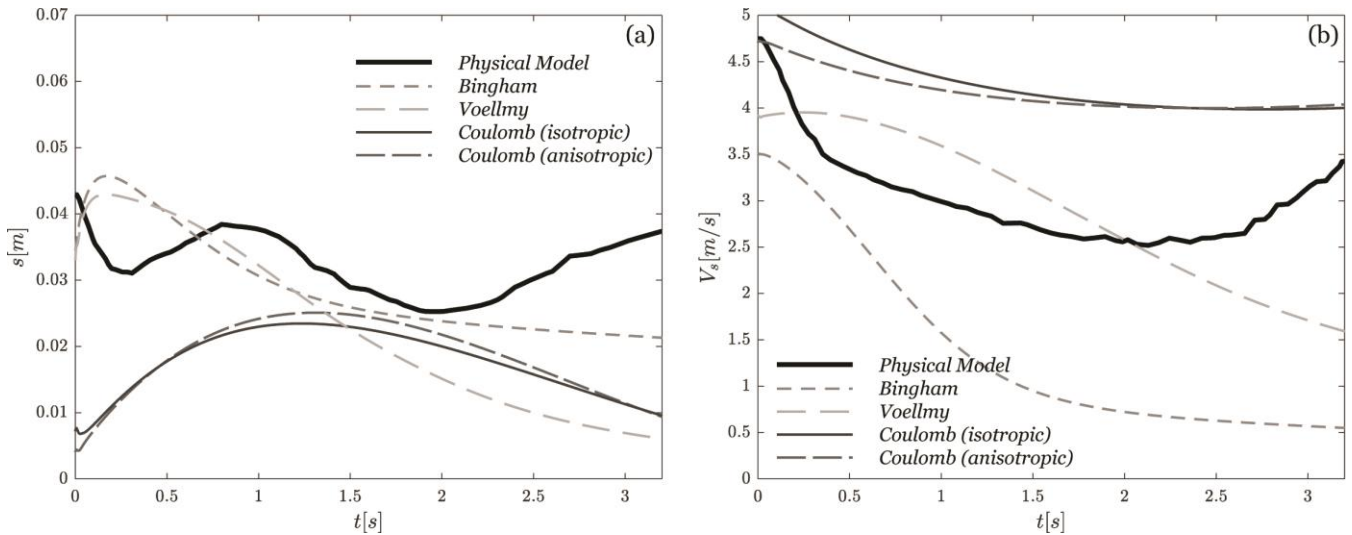 (a)
0.07
0.06
0.05
0.04
0.03
0.02
0.01
0
s[m]
Physical Model
Bingham
Voellmy
Coulomb (isotropic)
Coulomb (anisotropic)
0 0.5 1 1.5 2 2.5 3
t[s]
(b)
5
4.5
4
3.5
3
2.5
2
1.5
1
0.5
0
Vs[m/s]
Physical Model
Bingham
Voellmy
Coulomb (isotropic)
Coulomb (anisotropic)
0 0.5 1 1.5 2 2.5 3
t[s]